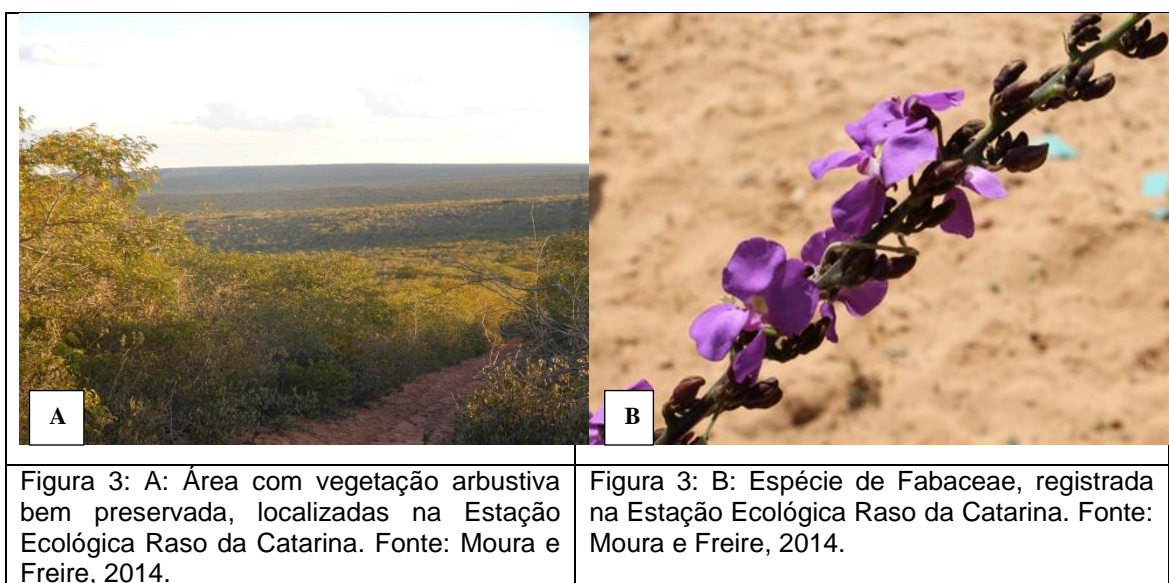 A
B
Figura 3: A: Área com vegetação arbustiva
bem preservada, localizadas na Estação
Ecológica Raso da Catarina. Fonte: Moura e
Freire, 2014.
Figura 3: B: Espécie de Fabaceae, registrada
na Estação Ecológica Raso da Catarina. Fonte:
Moura e Freire, 2014.